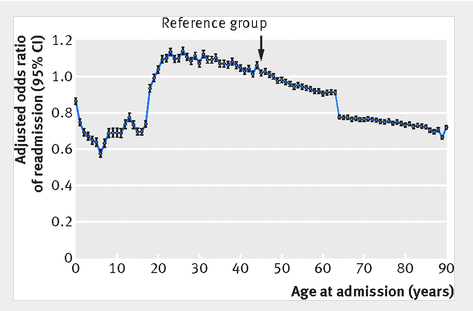 Reference group
Adjusted odds ratio
of readmission (95% CI)
1.2
1.0
0.8
0.6
0.4
0.2
0
0 10 20 30 40 50 60 70 80 90
Age at admission (years)